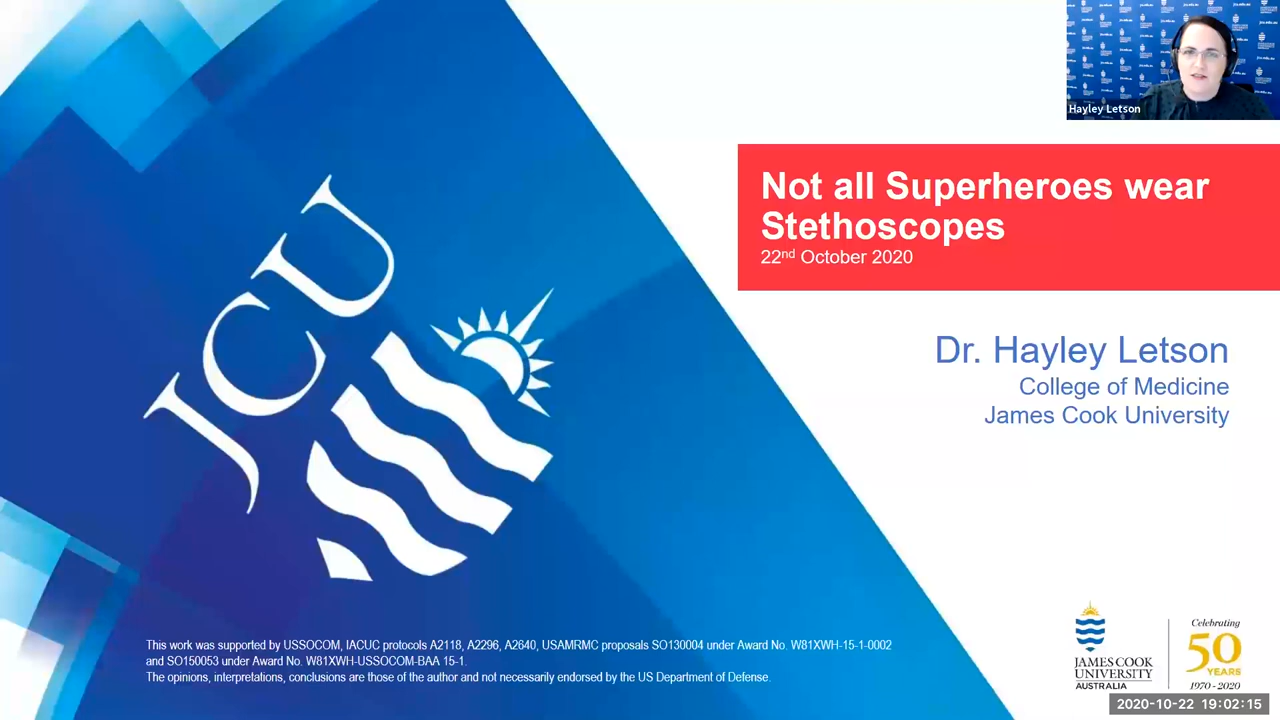 Hayley Letson
Not all Superheroes wear
Stethoscopes
22nd October 2020
Dr. Hayley Letson
College of Medicine
James Cook University
JCU
This work was supported by USSOCOM, IACUC protocols A2118, A2296, A2640, USAMRMC proposals SO130004 under Award No. W81XWH-15-1-0002
and SO150053 under Award No. W81XWH-USSOCOM-BAA 15-1.
The opinions, interpretations, conclusions are those of the author and not necessarily endorsed by the US Department of Defense.
JAMES COOK
UNIVERSITY
AUSTRALIA
Celebrating
50
YEARS
1970 - 2020
2020-10-22 19:02:15